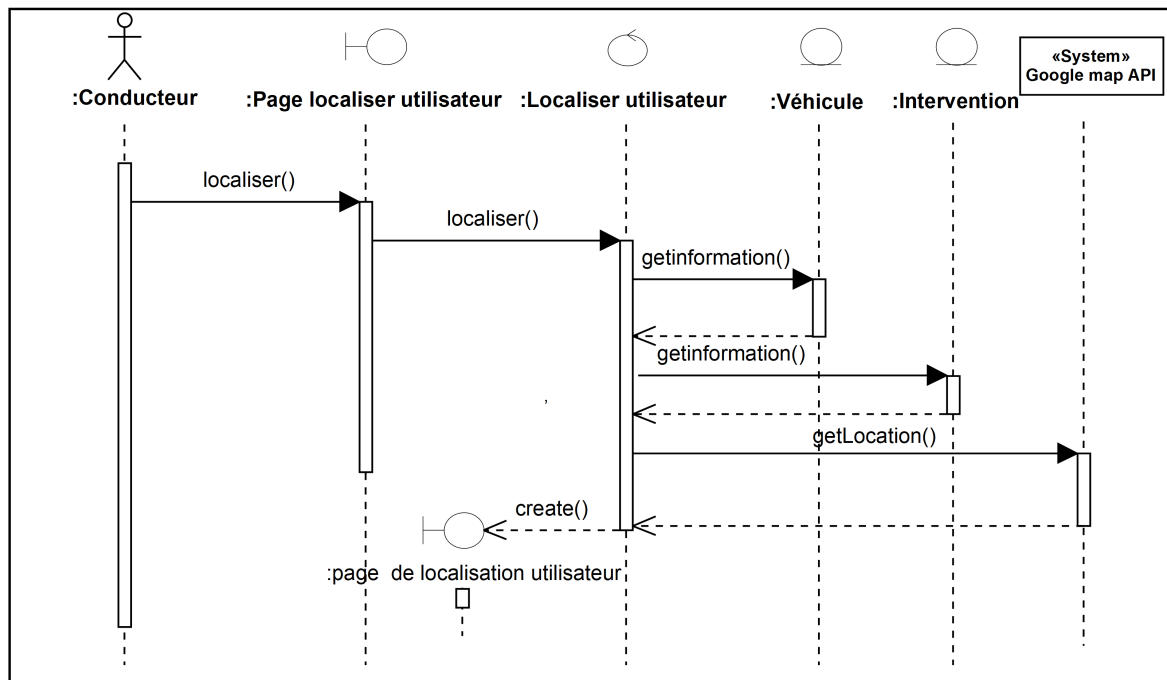 «System»
Google map API
:Conducteur
:Page localiser utilisateur
:Localiser utilisateur
:Véhicule
:Intervention
localiser()
localiser()
getinformation()
getinformation()
,
getLocation()
create()
:page de localisation utilisateur